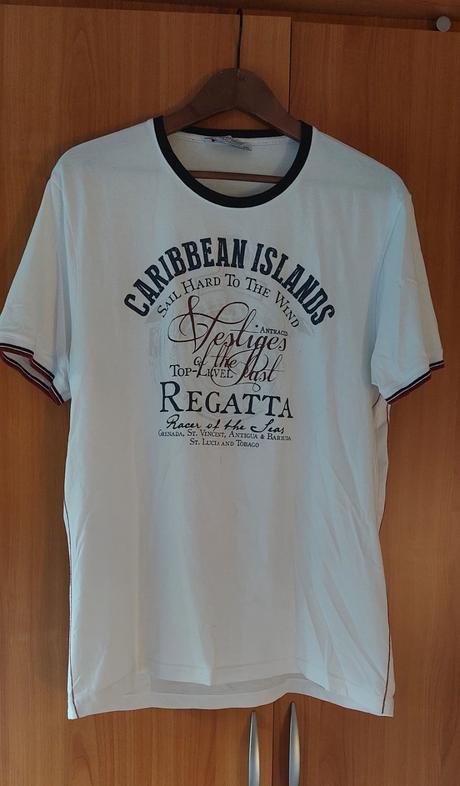 CARIBBEAN ISLANDS
SAIL HARD TO THE WIND
Vestiges
ANTRACO
of the Past
TOP-LEVEL
REGATTA
Racer of the Seas
GRENADA, ST. VINCENT, ANTIGUA & BARBUDA
ST. LUCIA AND TOBAGO